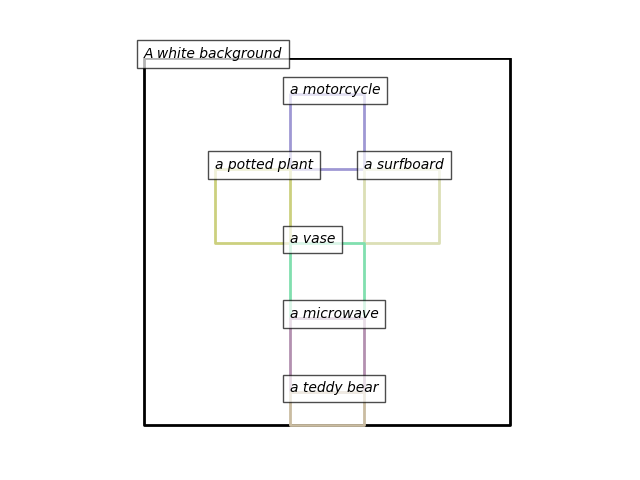 A white background
a motorcycle
a potted plant
a surfboard
a vase
a microwave
a teddy bear